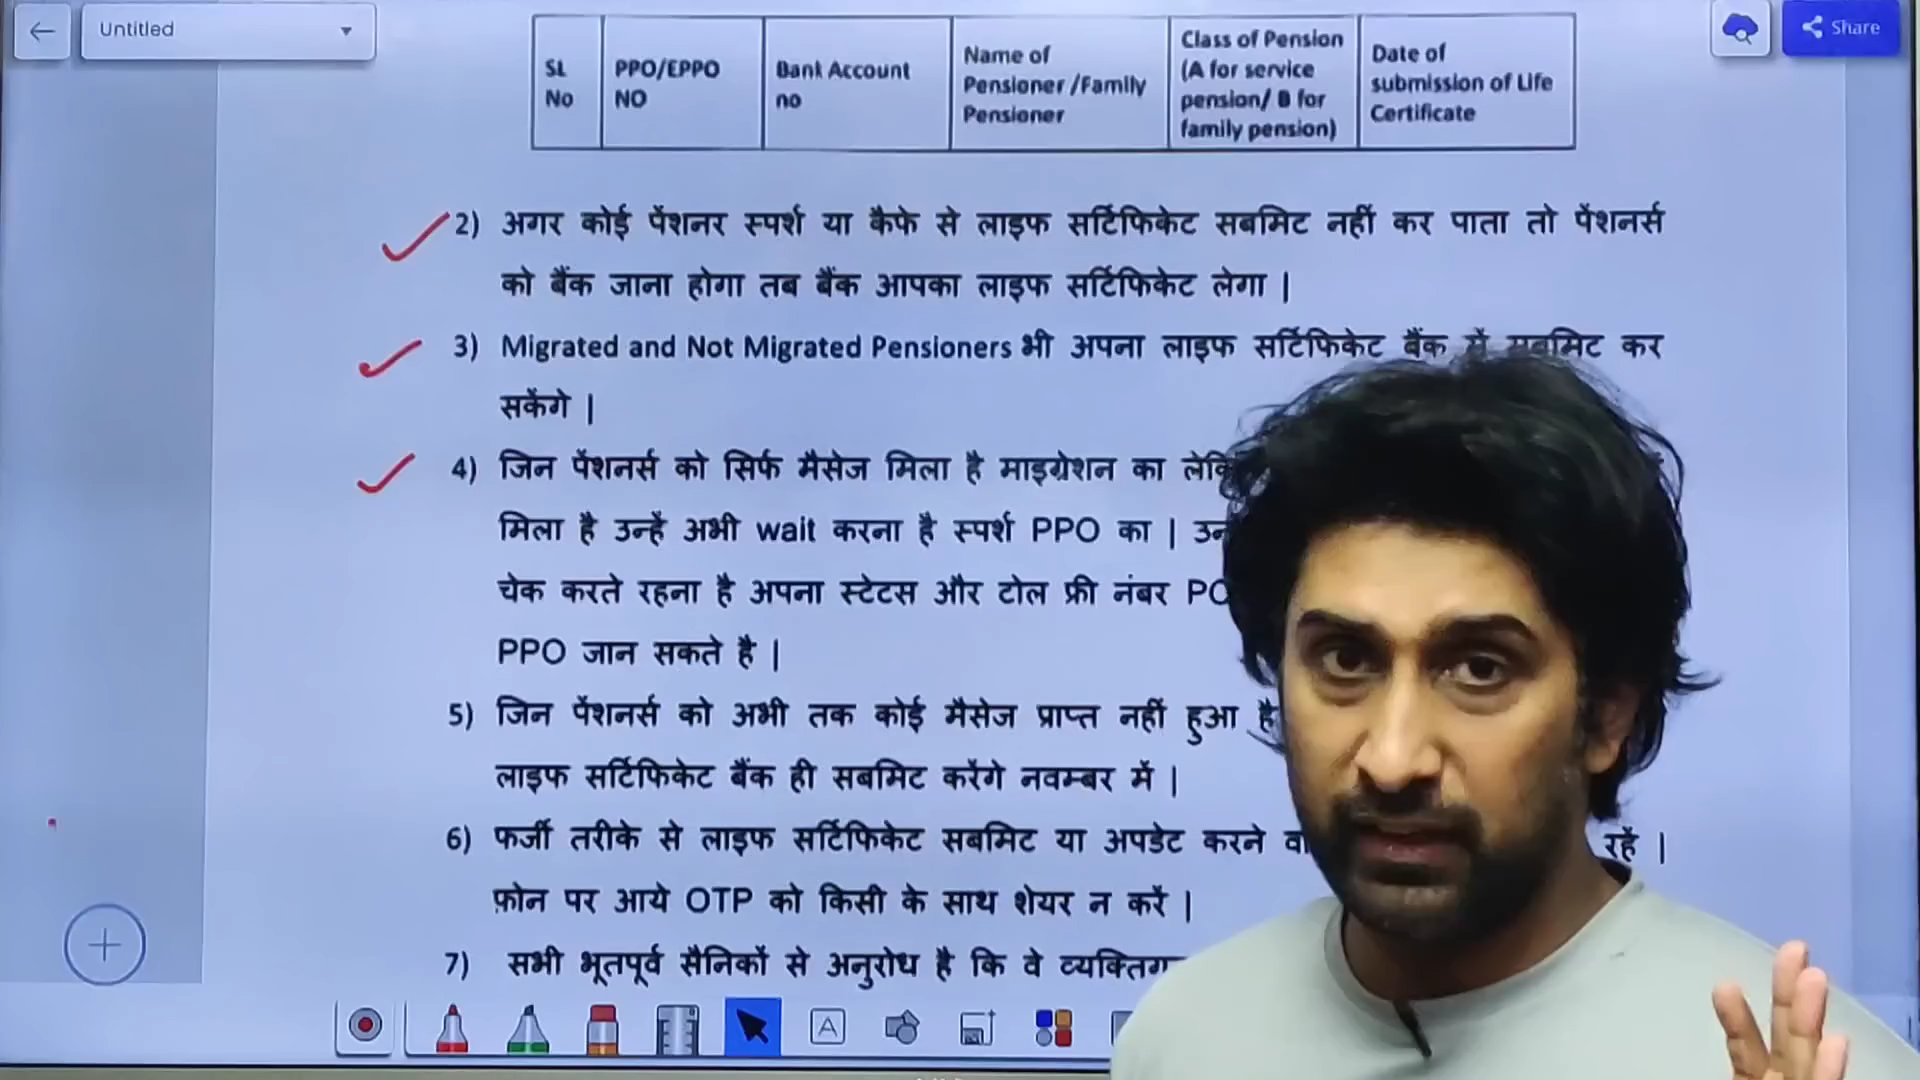 Untitled
Share
SL No
PPO/EPPO NO
Bank Account no
Name of Pensioner /Family Pensioner
Class of Pension (A for service pension/ B for family pension)
Date of submission of Life Certificate
2) अगर कोई पेंशनर स्पर्श या कैफे से लाइफ सर्टिफिकेट सबमिट नहीं कर पाता तो पेंशनर्स
को बैंक जाना होगा तब बैंक आपका लाइफ सर्टिफिकेट लेगा |
3) Migrated and Not Migrated Pensioners भी अपना लाइफ सर्टिफिकेट बैंक में सबमिट कर
सकेंगे |
4) जिन पेंशनर्स को सिर्फ मैसेज मिला है माइग्रेशन का
मिला है उन्हें अभी wait करना है स्पर्श PPO का |
चेक करते रहना है अपना स्टेटस और टोल फ्री नंबर
PPO जान सकते है |
5) जिन पेंशनर्स को अभी तक कोई मैसेज प्राप्त नहीं हुआ है
लाइफ सर्टिफिकेट बैंक ही सबमिट करेंगे नवम्बर में |
6) फर्जी तरीके से लाइफ सर्टिफिकेट सबमिट या अपडेट करने रहें |
फ़ोन पर आये OTP को किसी के साथ शेयर न करें |
7) सभी भूतपूर्व सैनिकों से अनुरोध है कि वे
A